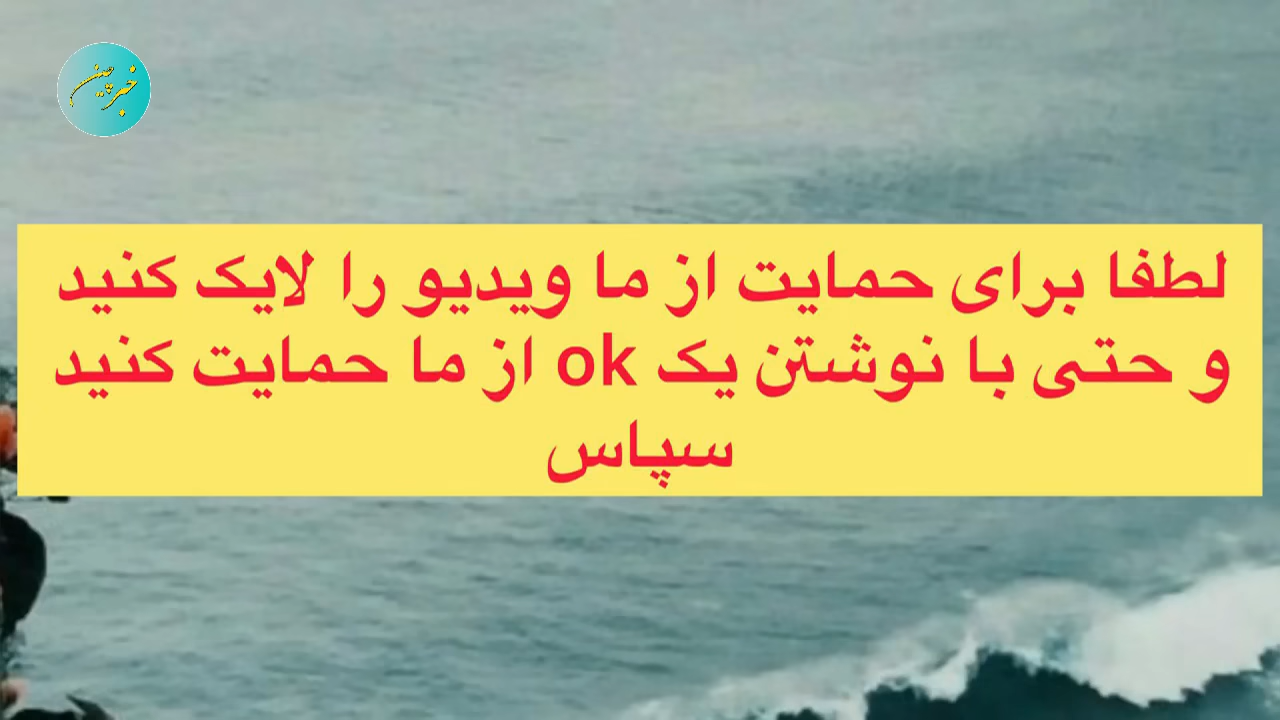 خبرچین
لطفا برای حمایت از ما ویدیو را لایک کنید
و حتی با نوشتن یک ok از ما حمایت کنید
سپاس